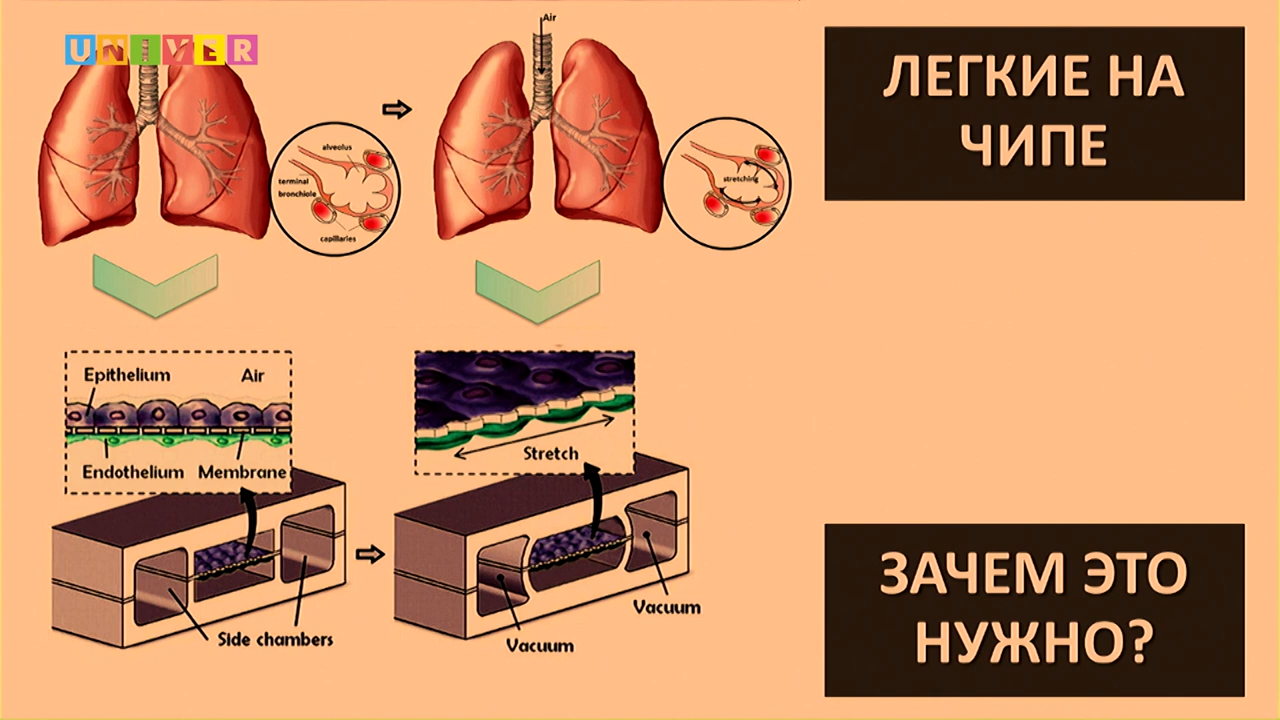 UNIVER
Air
ЛЕГКИЕ НА
ЧИПЕ
alveolus
terminal
bronchiole
capillaries
stretching
Epithelium Air
Endothelium Membrane
Stretch
Side chambers
Vacuum
Vacuum
ЗАЧЕМ ЭТО
НУЖНО?